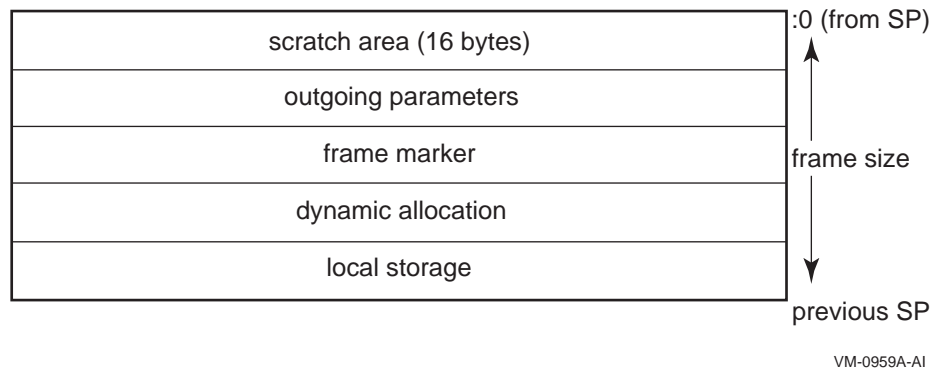 :0 (from SP)
scratch area (16 bytes)
outgoing parameters
frame marker
frame size
dynamic allocation
local storage
previous SP
VM-0959A-AI